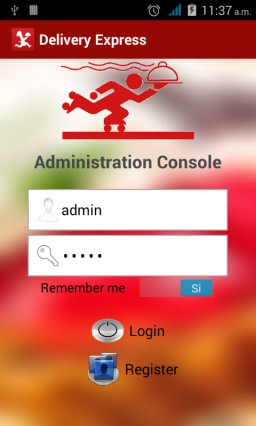 11:37 a.m.
Delivery Express
Administration Console
admin
•••••
Remember me
Si
Login
Register